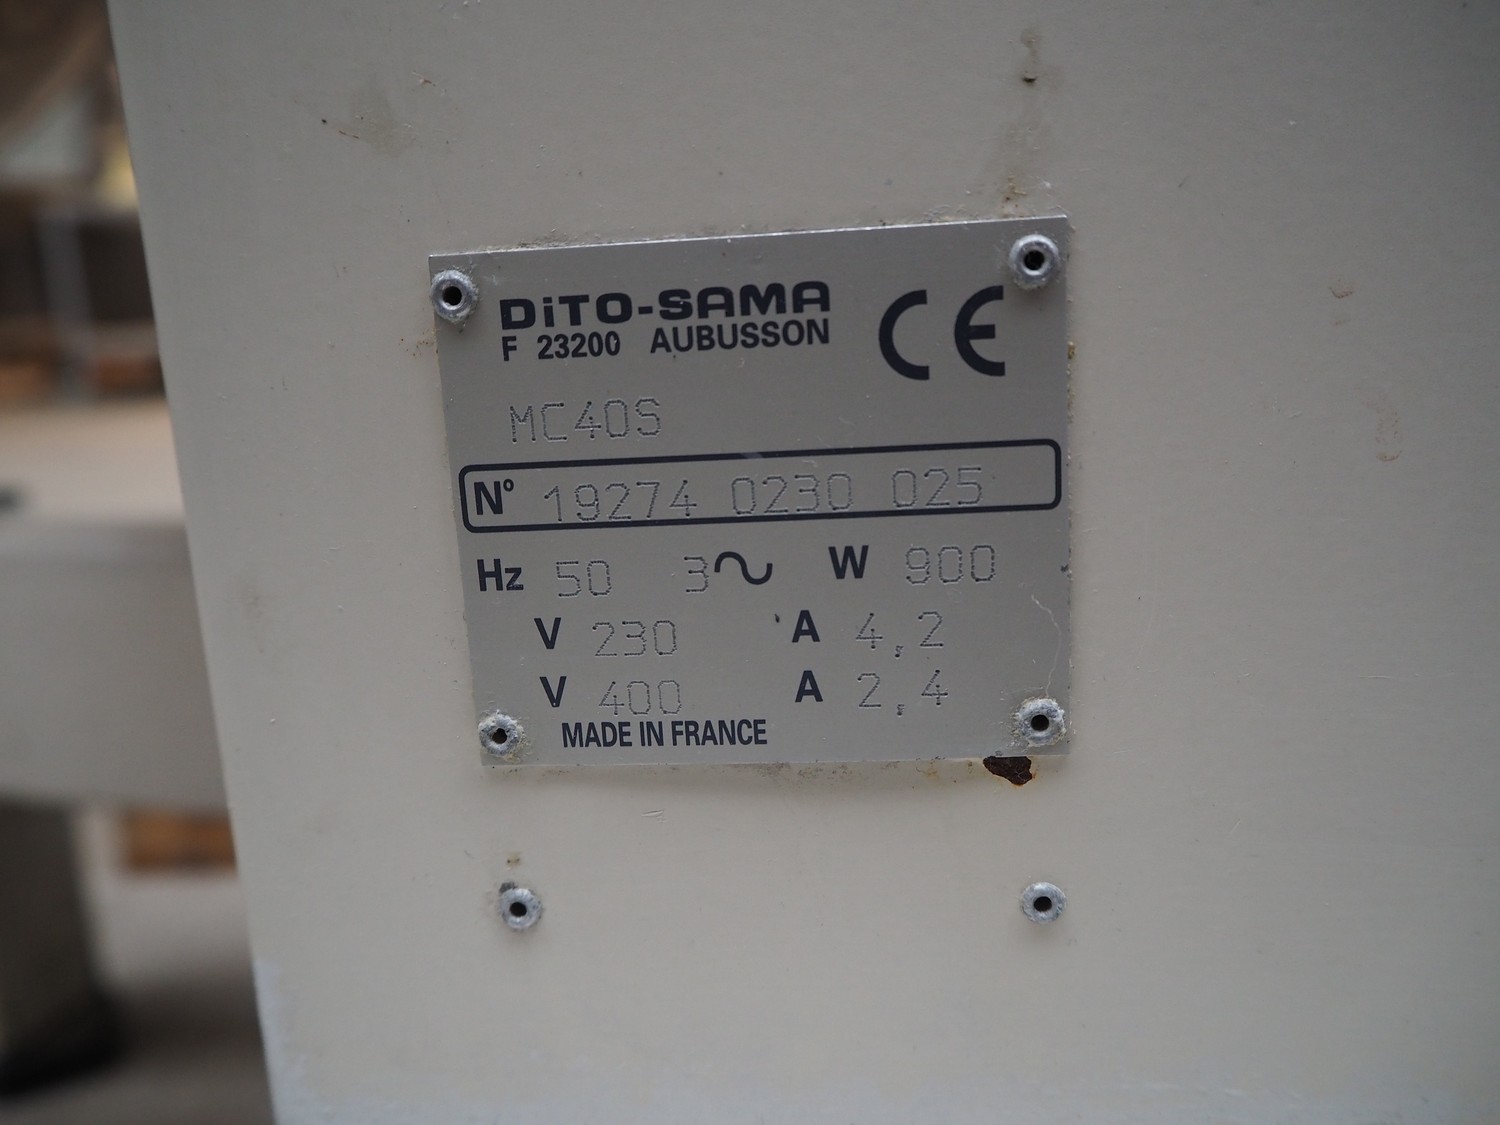 DiTO-SAMA
F 23200 AUBUSSON
CE
MC40S
N° 19274 0230 025
Hz 50 3~ W 900
V 230 A 4,2
V 400 A 2,4
MADE IN FRANCE